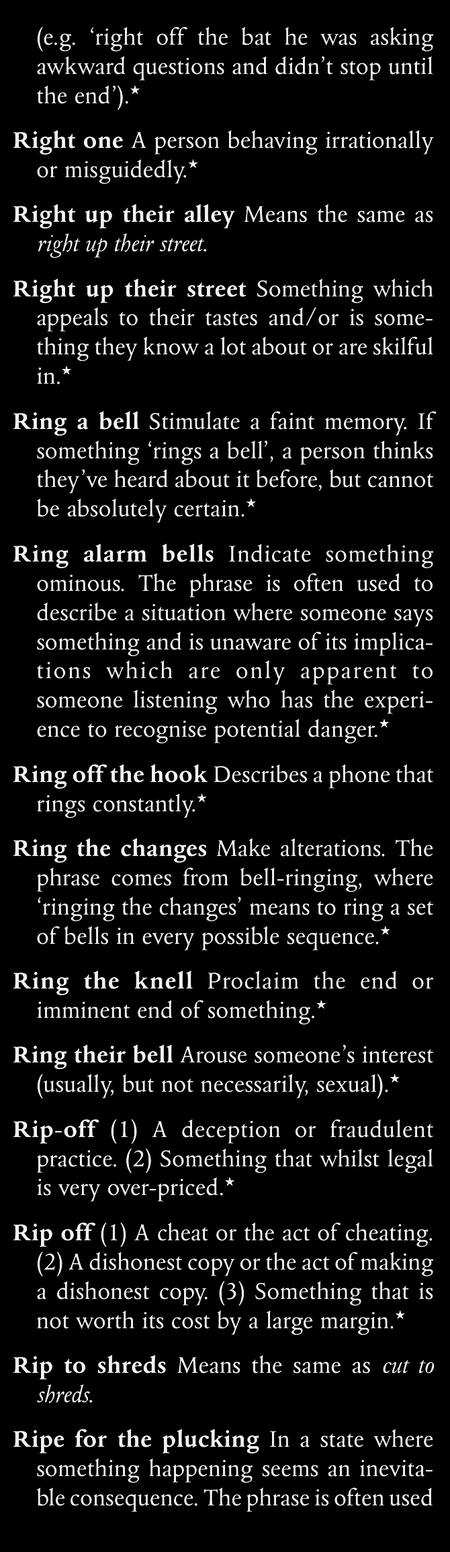 (e.g. ‘right off the bat he was asking
awkward questions and didn’t stop until
the end’).★
Right one A person behaving irrationally
or misguidedly.★
Right up their alley Means the same as
right up their street.
Right up their street Something which
appeals to their tastes and/or is some-
thing they know a lot about or are skilful
in.★
Ring a bell Stimulate a faint memory. If
something ‘rings a bell’, a person thinks
they’ve heard about it before, but cannot
be absolutely certain.★
Ring alarm bells Indicate something
ominous. The phrase is often used to
describe a situation where someone says
something and is unaware of its implica-
tions which are only apparent to
someone listening who has the experi-
ence to recognise potential danger.★
Ring off the hook Describes a phone that
rings constantly.★
Ring the changes Make alterations. The
phrase comes from bell-ringing, where
‘ringing the changes’ means to ring a set
of bells in every possible sequence.★
Ring the knell Proclaim the end or
imminent end of something.★
Ring their bell Arouse someone’s interest
(usually, but not necessarily, sexual).★
Rip-off (1) A deception or fraudulent
practice. (2) Something that whilst legal
is very over-priced.★
Rip off (1) A cheat or the act of cheating.
(2) A dishonest copy or the act of making
a dishonest copy. (3) Something that is
not worth its cost by a large margin.★
Rip to shreds Means the same as cut to
shreds.
Ripe for the plucking In a state where
something happening seems an inevita-
ble consequence. The phrase is often used